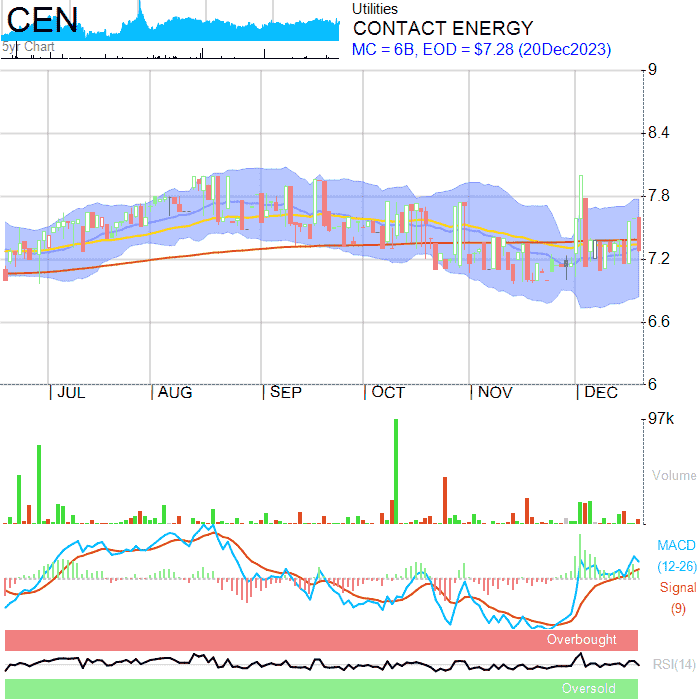 CEN
5yr Chart
Utilities
CONTACT ENERGY
MC = 6B, EOD = $7.28 (20Dec2023)
9
8.4
7.8
7.2
6.6
6
JUL AUG SEP OCT NOV DEC
97k
Volume
MACD
(12-26)
Signal
(9)
Overbought
RSI(14)
Oversold